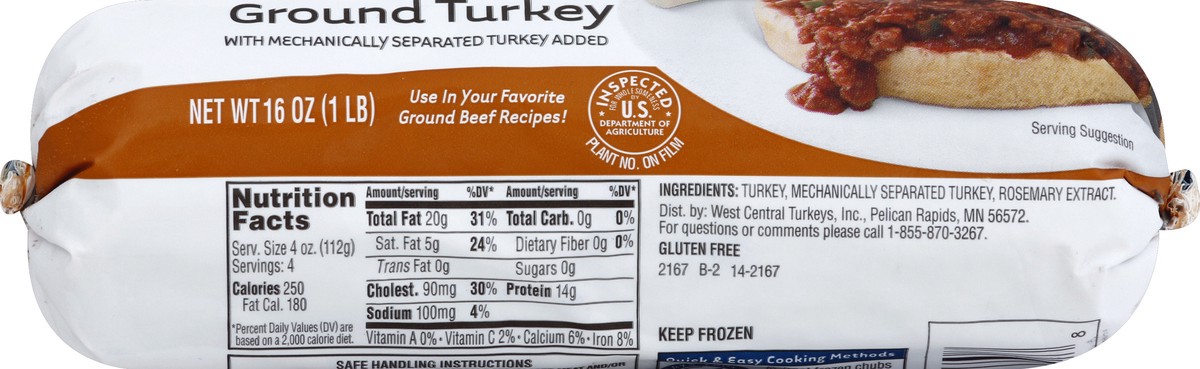 Ground Turkey
WITH MECHANICALLY SEPARATED TURKEY ADDED
NET WT 16 OZ (1 LB)
Use In Your Favorite
Ground Beef Recipes!
INSPECTED
FOR WHOLESOMENESS
BY
U.S.
DEPARTMENT OF
AGRICULTURE
PLANT NO. ON FILM
Serving Suggestion
Nutrition
Facts
Serv. Size 4 oz. (112g)
Servings: 4
Calories 250
Fat Cal. 180
*Percent Daily Values (DV) are
based on a 2,000 calorie diet.
Amount/serving %DV* Amount/serving %DV*
Total Fat 20g 31% Total Carb. 0g 0%
Sat. Fat 5g 24% Dietary Fiber 0g 0%
Trans Fat 0g Sugars 0g
Cholest. 90mg 30% Protein 14g
Sodium 100mg 4%
Vitamin A 0% • Vitamin C 2% • Calcium 6% • Iron 8%
SAFE HANDLING INSTRUCTIONS
AND/OR
INGREDIENTS: TURKEY, MECHANICALLY SEPARATED TURKEY, ROSEMARY EXTRACT.
Dist. by: West Central Turkeys, Inc., Pelican Rapids, MN 56572.
For questions or comments please call 1-855-870-3267.
GLUTEN FREE
2167 B-2 14-2167
KEEP FROZEN
Quick & Easy Cooking Methods
frozen chubs
8